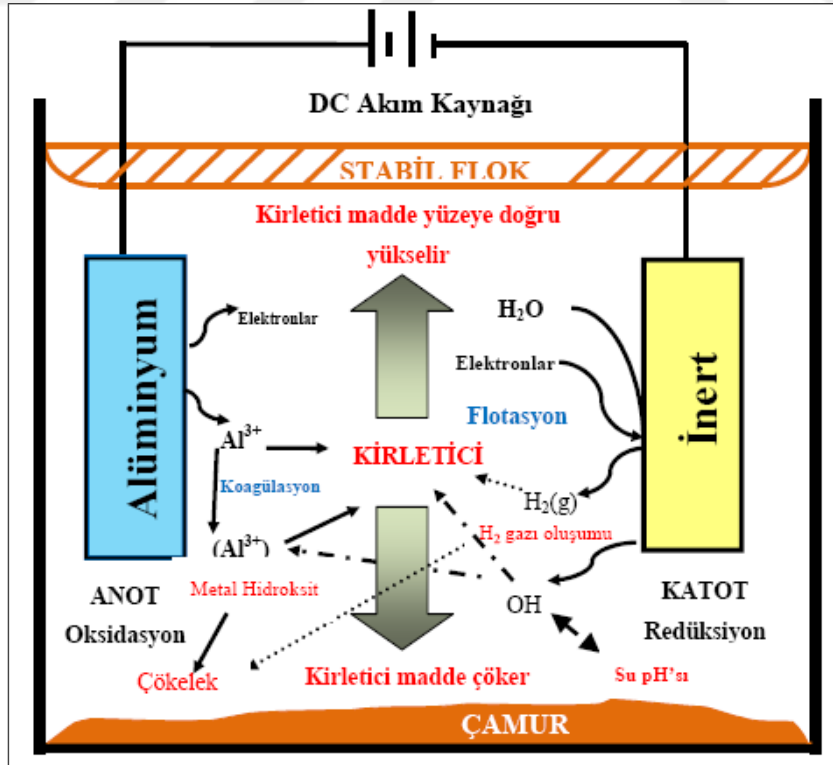 DC Akım Kaynağı
STABİL FLOK
Kirletici madde yüzeye doğru
yükselir
Alüminyum
Elektronlar
H₂O
Elektronlar
İnert
Flotasyon
Al³⁺
KİRLETİCİ
Koagülasyon
H₂(g)
(Al³⁺)
H₂ gazı oluşumu
Metal Hidroksit
ANOT
Oksidasyon
OH
KATOT
Redüksiyon
Çökelek
Kirletici madde çöker
Su pH’sı
ÇAMUR